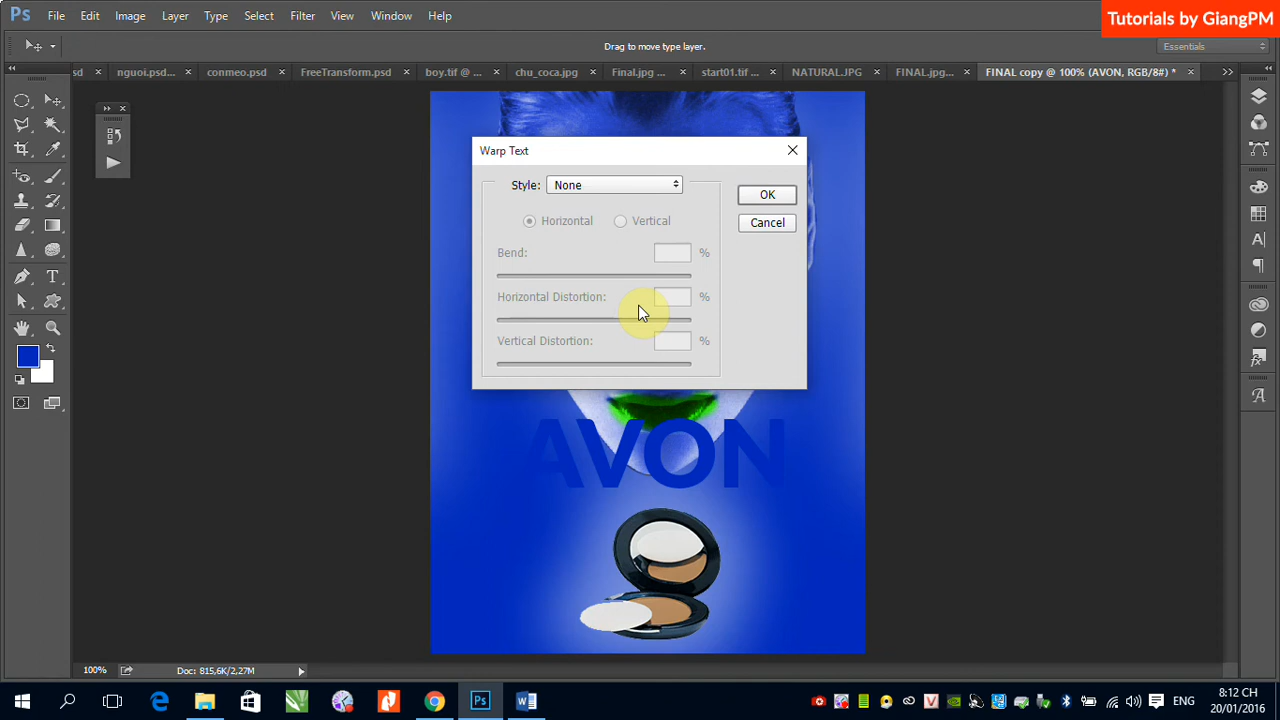 Ps File Edit Image Layer Type Select Filter View Window Help
Tutorials by GiangPM
Drag to move type layer.
Essentials
sd × nguoi.psd... × conmeo.psd × FreeTransform.psd × boy.tif @ ... × chu_coca.jpg × Final.jpg ... × start01.tif ... × NATURAL.JPG × FINAL.jpg... × FINAL copy @ 100% (AVON, RGB/8#) * ×
Warp Text
Style: None
OK
Horizontal Vertical
Cancel
Bend: %
Horizontal Distortion: %
Vertical Distortion: %
AVON
100% Doc: 815,6K/2,27M
ENG
8:12 CH
20/01/2016